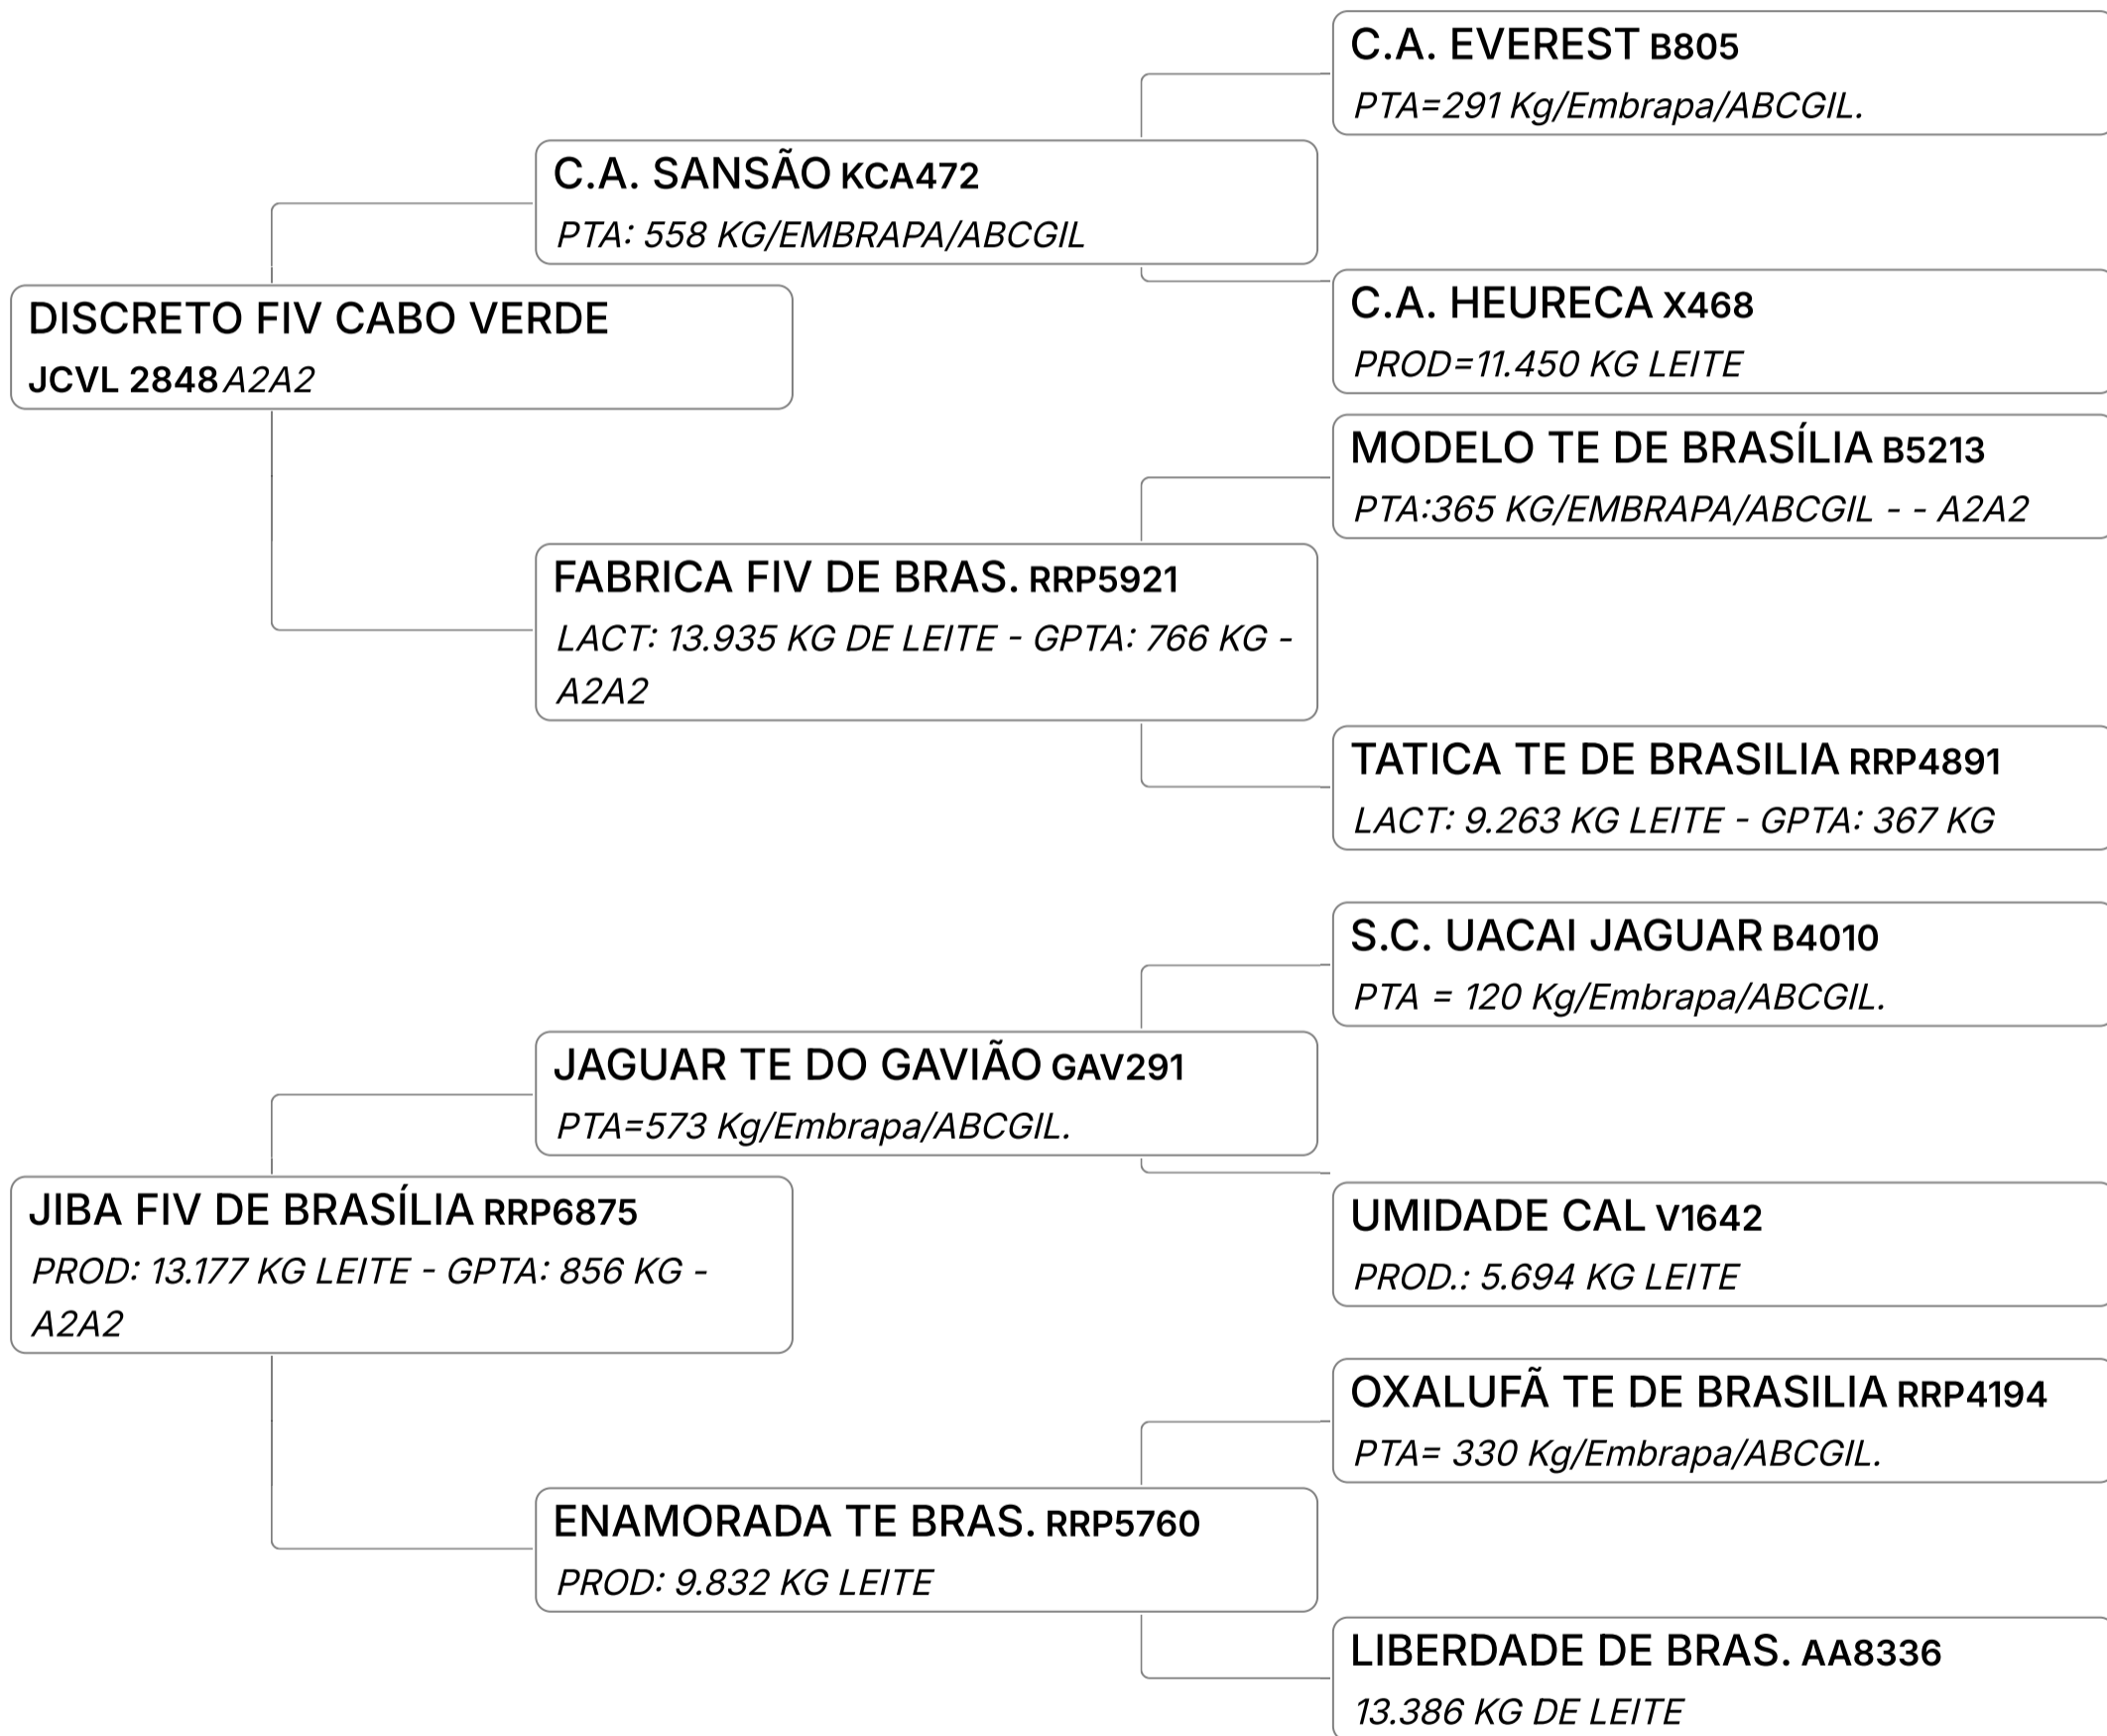 C.A. EVEREST B805
PTA=291 Kg/Embrapa/ABCGIL.
C.A. SANSÃO KCA472
PTA: 558 KG/EMBRAPA/ABCGIL
C.A. HEURECA X468
PROD=11.450 KG LEITE
DISCRETO FIV CABO VERDE
JCVL 2848 A2A2
MODELO TE DE BRASÍLIA B5213
PTA:365 KG/EMBRAPA/ABCGIL - - A2A2
FABRICA FIV DE BRAS. RRP5921
LACT: 13.935 KG DE LEITE - GPTA: 766 KG -
A2A2
TATICA TE DE BRASILIA RRP4891
LACT: 9.263 KG LEITE - GPTA: 367 KG
S.C. UACAI JAGUAR B4010
PTA = 120 Kg/Embrapa/ABCGIL.
JAGUAR TE DO GAVIÃO GAV291
PTA=573 Kg/Embrapa/ABCGIL.
UMIDADE CAL V1642
PROD.: 5.694 KG LEITE
JIBA FIV DE BRASÍLIA RRP6875
PROD: 13.177 KG LEITE - GPTA: 856 KG -
A2A2
OXALUFÃ TE DE BRASILIA RRP4194
PTA= 330 Kg/Embrapa/ABCGIL.
ENAMORADA TE BRAS. RRP5760
PROD: 9.832 KG LEITE
LIBERDADE DE BRAS. AA8336
13.386 KG DE LEITE